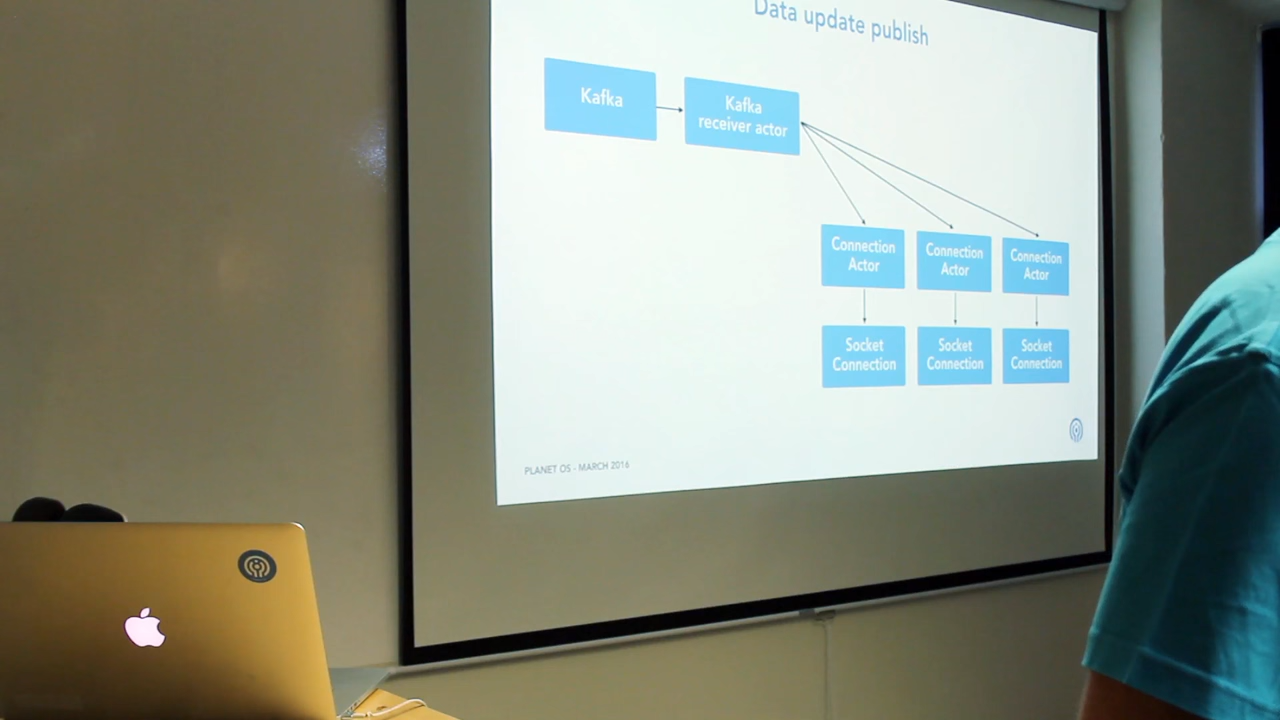 Data update publish
Kafka
Kafka
receiver actor
Connection
Actor
Connection
Actor
Connection
Actor
Socket
Connection
Socket
Connection
Socket
Connection
PLANET OS - MARCH 2016